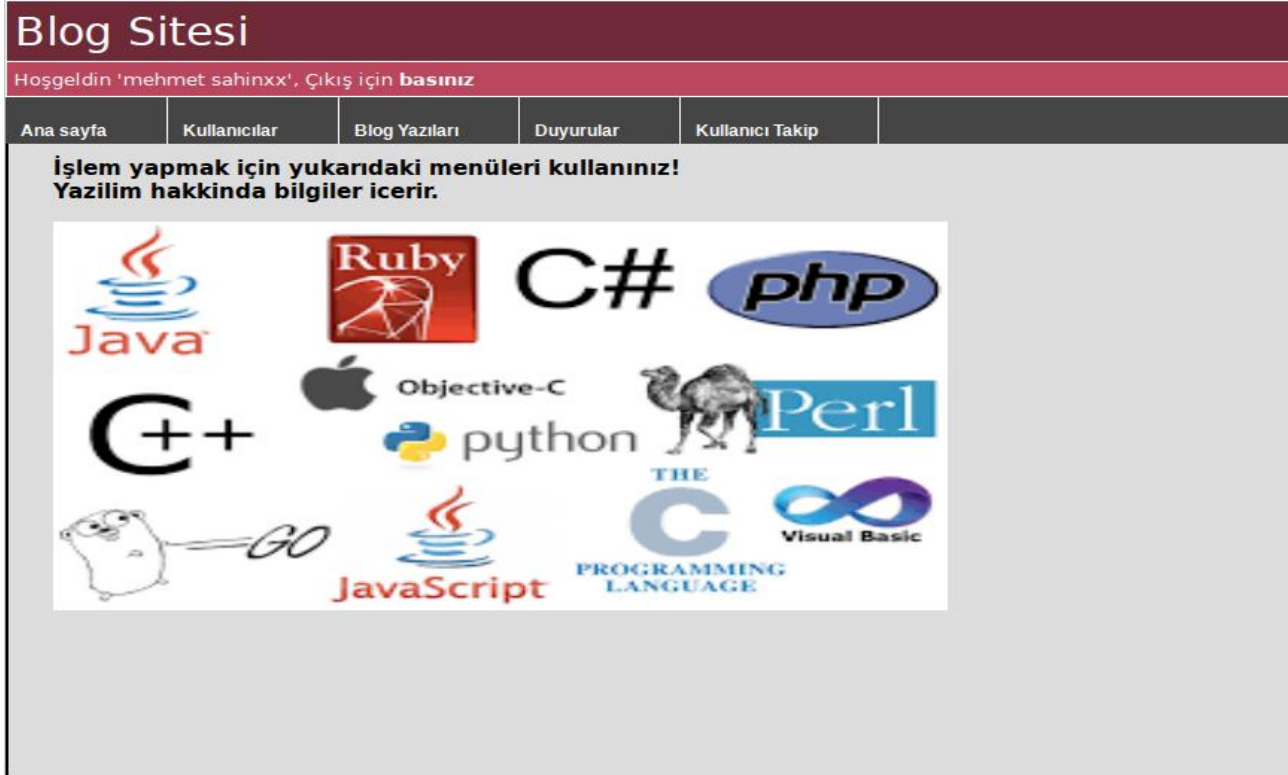 Blog Sitesi
Hoşgeldin 'mehmet sahinxx', Çıkış için basınız
Ana sayfa Kullanıcılar Blog Yazıları Duyurular Kullanıcı Takip
İşlem yapmak için yukarıdaki menüleri kullanınız!
Yazilim hakkinda bilgiler icerir.
Java
Ruby
C#
php
C++
Objective-C
python
Perl
GO
JavaScript
THE
C
PROGRAMMING
LANGUAGE
Visual Basic